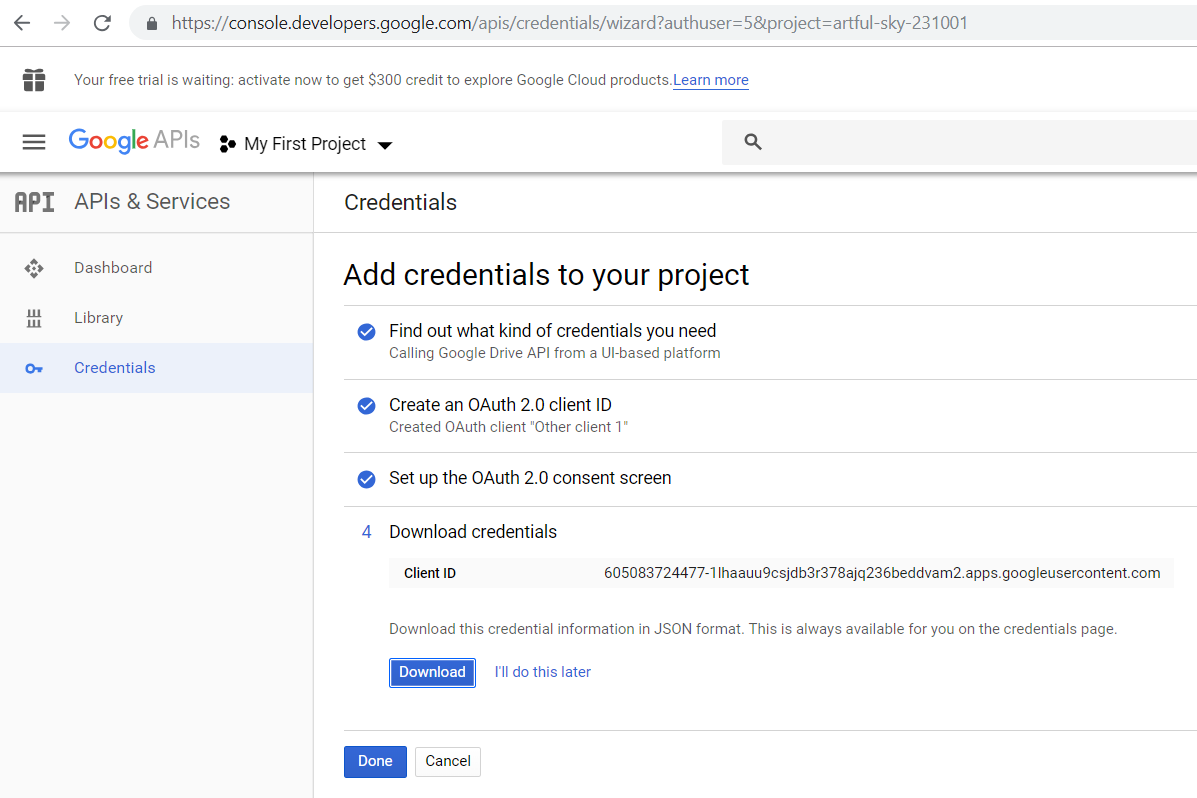 https://console.developers.google.com/apis/credentials/wizard?authuser=5&project=artful-sky-231001
Your free trial is waiting: activate now to get $300 credit to explore Google Cloud products. Learn more
Google APIs My First Project
API APIs & Services
Credentials
Dashboard
Library
Credentials
Add credentials to your project
Find out what kind of credentials you need
Calling Google Drive API from a UI-based platform
Create an OAuth 2.0 client ID
Created OAuth client "Other client 1"
Set up the OAuth 2.0 consent screen
4 Download credentials
Client ID 605083724477-1lhaauu9csjdb3r378ajq236beddvam2.apps.googleusercontent.com
Download this credential information in JSON format. This is always available for you on the credentials page.
Download I'll do this later
Done Cancel